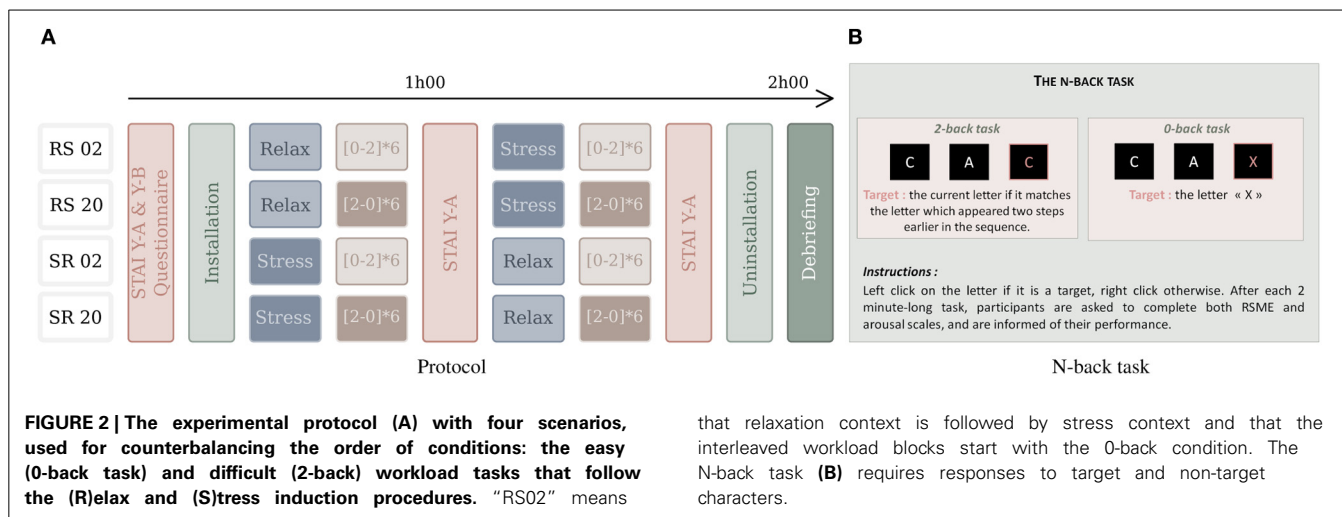 A
B
1h00
2h00
RS 02
RS 20
SR 02
SR 20
STAI Y-A & Y-B
Questionnaire
Installation
Relax
Relax
Stress
Stress
[0-2]*6
[2-0]*6
[0-2]*6
[2-0]*6
STAI Y-A
Stress
Stress
Relax
Relax
[0-2]*6
[2-0]*6
[0-2]*6
[2-0]*6
STAI Y-A
Uninstallation
Debriefing
Protocol
THE N-BACK TASK
2-back task
C A C
Target : the current letter if it matches
the letter which appeared two steps
earlier in the sequence.
0-back task
C A X
Target : the letter « X »
Instructions :
Left click on the letter if it is a target, right click otherwise. After each 2
minute-long task, participants are asked to complete both RSME and
arousal scales, and are informed of their performance.
N-back task
FIGURE 2 | The experimental protocol (A) with four scenarios,
used for counterbalancing the order of conditions: the easy
(0-back task) and difficult (2-back) workload tasks that follow
the (R)elax and (S)tress induction procedures. “RS02” means
that relaxation context is followed by stress context and that the
interleaved workload blocks start with the 0-back condition. The
N-back task (B) requires responses to target and non-target
characters.